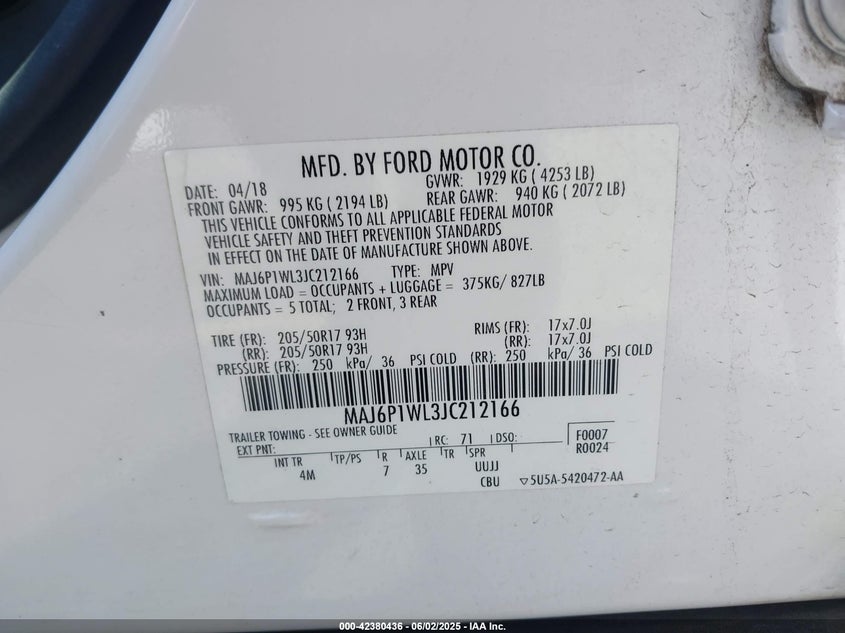 MFD. BY FORD MOTOR CO.
DATE: 04/18 GVWR: 1929 KG ( 4253 LB)
FRONT GAWR: 995 KG ( 2194 LB) REAR GAWR: 940 KG ( 2072 LB)
THIS VEHICLE CONFORMS TO ALL APPLICABLE FEDERAL MOTOR
VEHICLE SAFETY AND THEFT PREVENTION STANDARDS
IN EFFECT ON THE DATE OF MANUFACTURE SHOWN ABOVE.
VIN: MAJ6P1WL3JC212166 TYPE: MPV
MAXIMUM LOAD = OCCUPANTS + LUGGAGE = 375KG/ 827LB
OCCUPANTS = 5 TOTAL; 2 FRONT, 3 REAR
TIRE (FR): 205/50R17 93H RIMS (FR): 17x7.0J
(RR): 205/50R17 93H (RR): 17x7.0J
PRESSURE (FR): 250 kPa/ 36 PSI COLD (RR): 250 kPa/ 36 PSI COLD
MAJ6P1WL3JC212166
TRAILER TOWING - SEE OWNER GUIDE
EXT PNT: RC: 71 DSO: F0007
R0024
INT TR TP/PS R AXLE TR SPR
4M 7 35 UUJJ
CBU ▽5U5A-5420472-AA
000-42380436 - 06/02/2025 - IAA Inc.